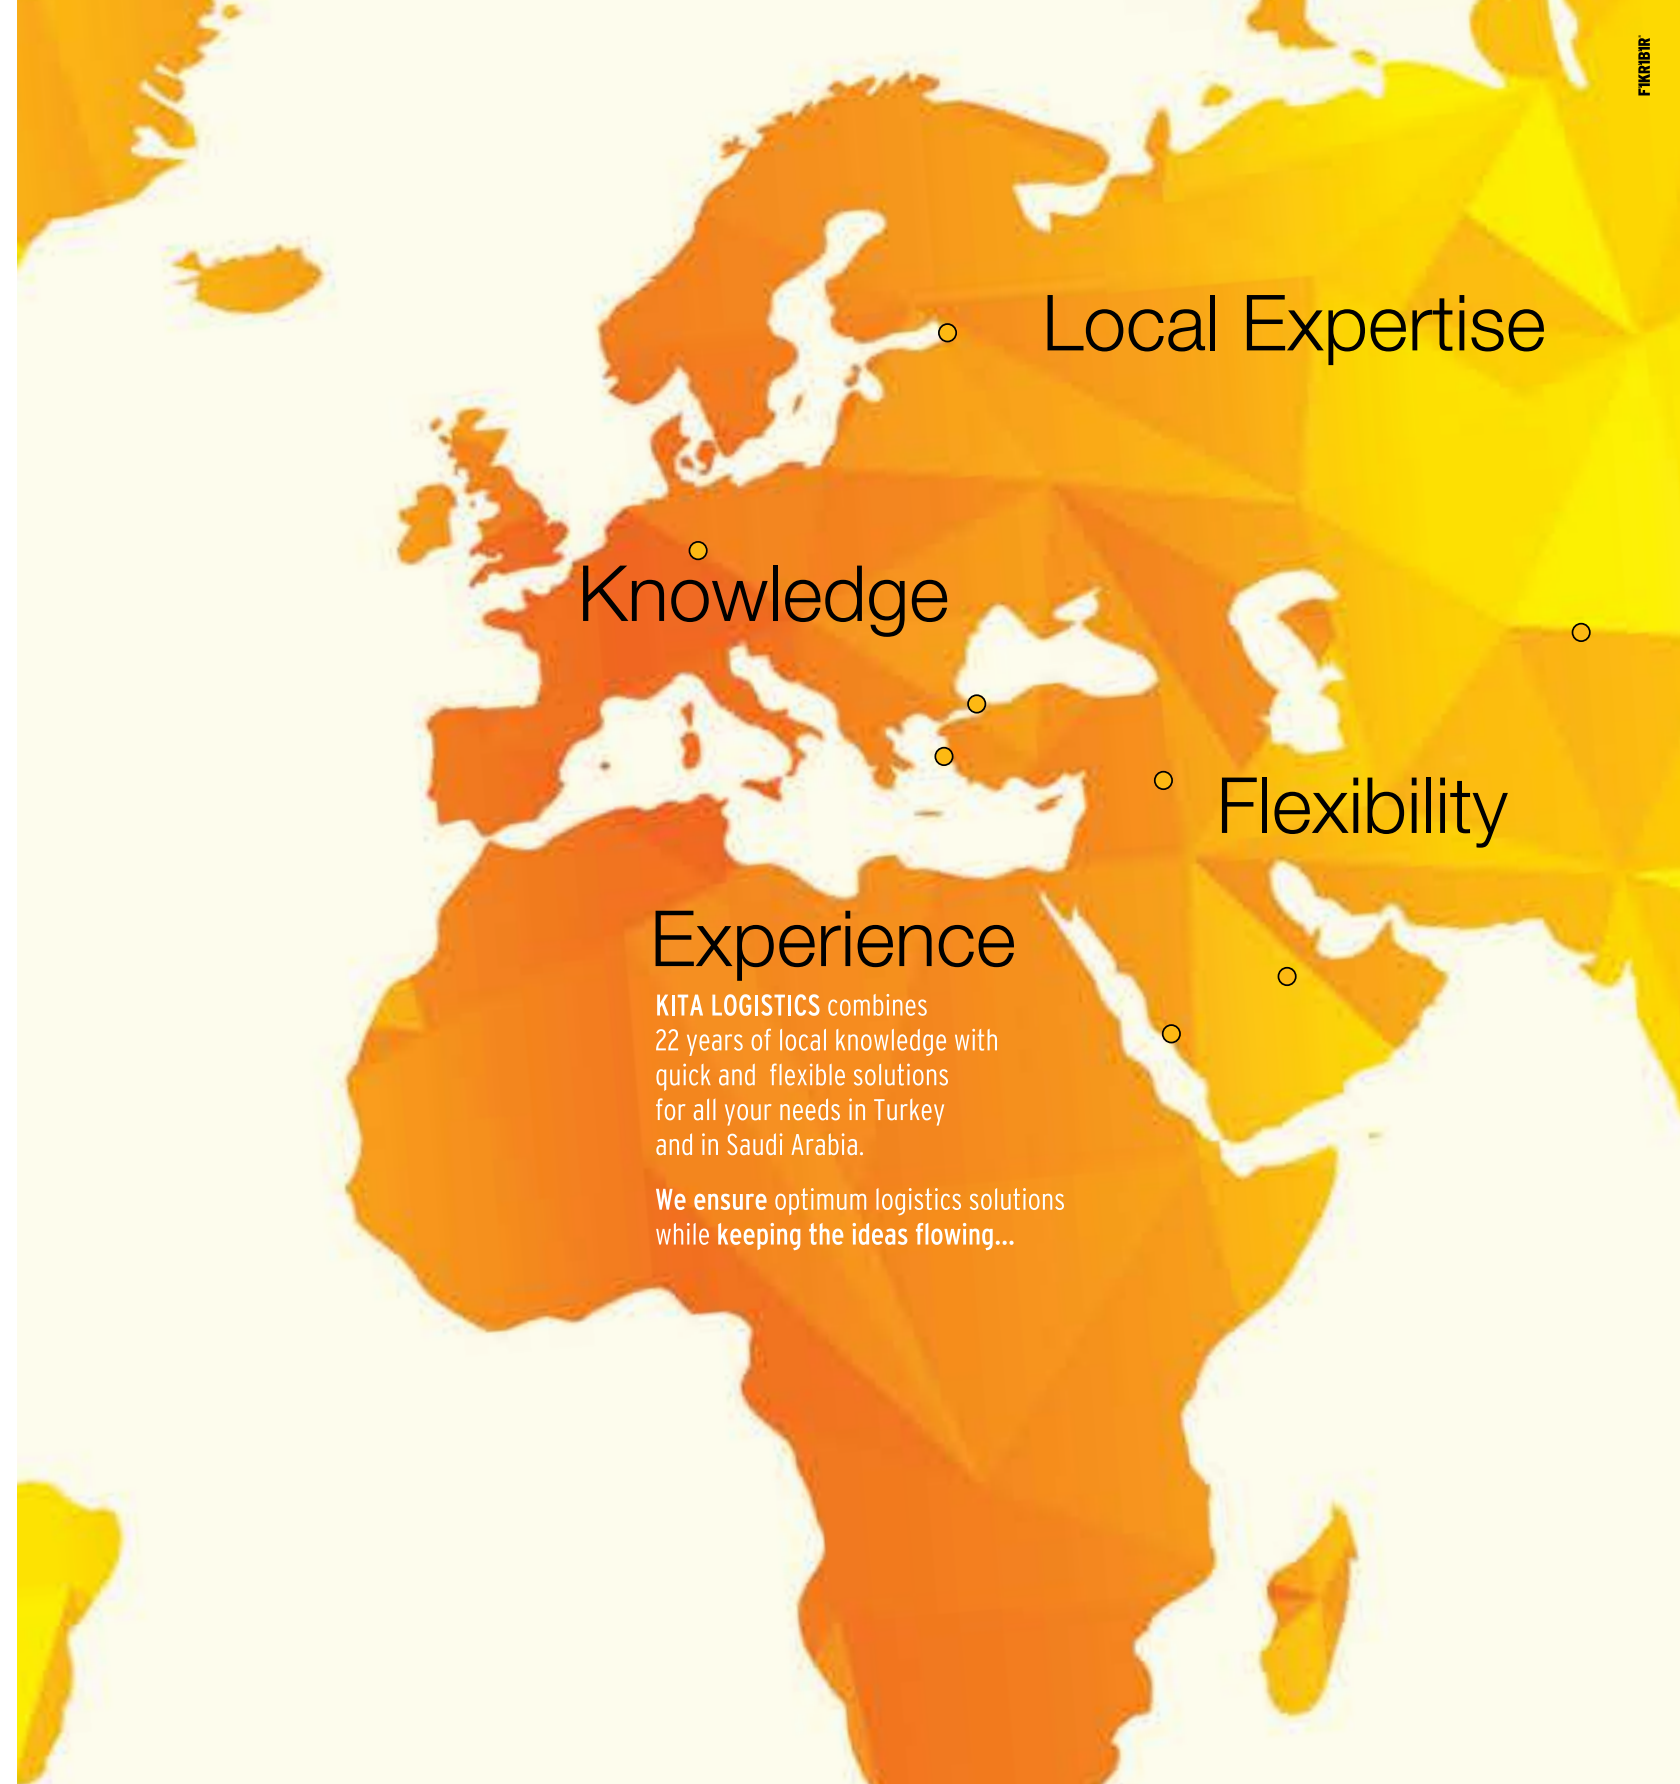 F1KR1B1R
Local Expertise
Knowledge
Flexibility
Experience
KITA LOGISTICS combines
22 years of local knowledge with
quick and flexible solutions
for all your needs in Turkey
and in Saudi Arabia.
We ensure optimum logistics solutions
while keeping the ideas flowing...